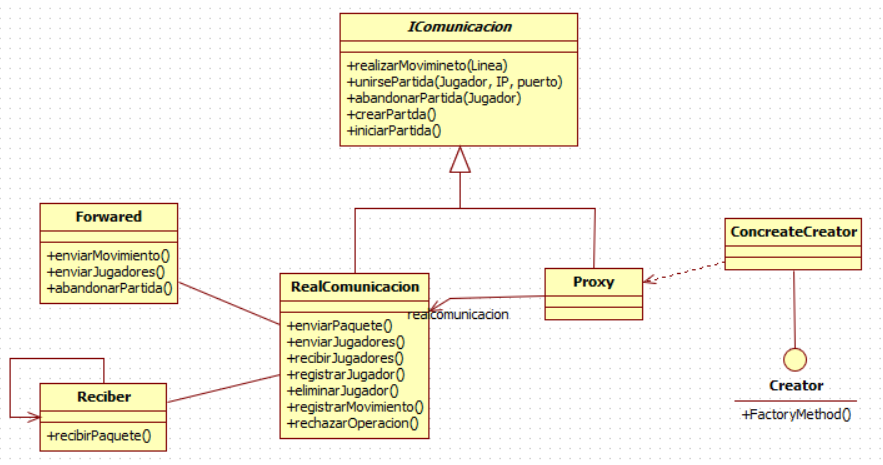 IComunicacion
+realizarMovimineto(Linea)
+unirsePartida(Jugador, IP, puerto)
+abandonarPartida(Jugador)
+crearPartda()
+iniciarPartida()
Forwared
+enviarMovimiento()
+enviarJugadores()
+abandonarPartida()
RealComunicacion
+enviarPaquete()
+enviarJugadores()
+recibirJugadores()
+registrarJugador()
+eliminarJugador()
+registrarMovimiento()
+rechazarOperacion()
realcomunicacion
Proxy
ConcreateCreator
Creator
+FactoryMethod()
Reciber
+recibirPaquete()